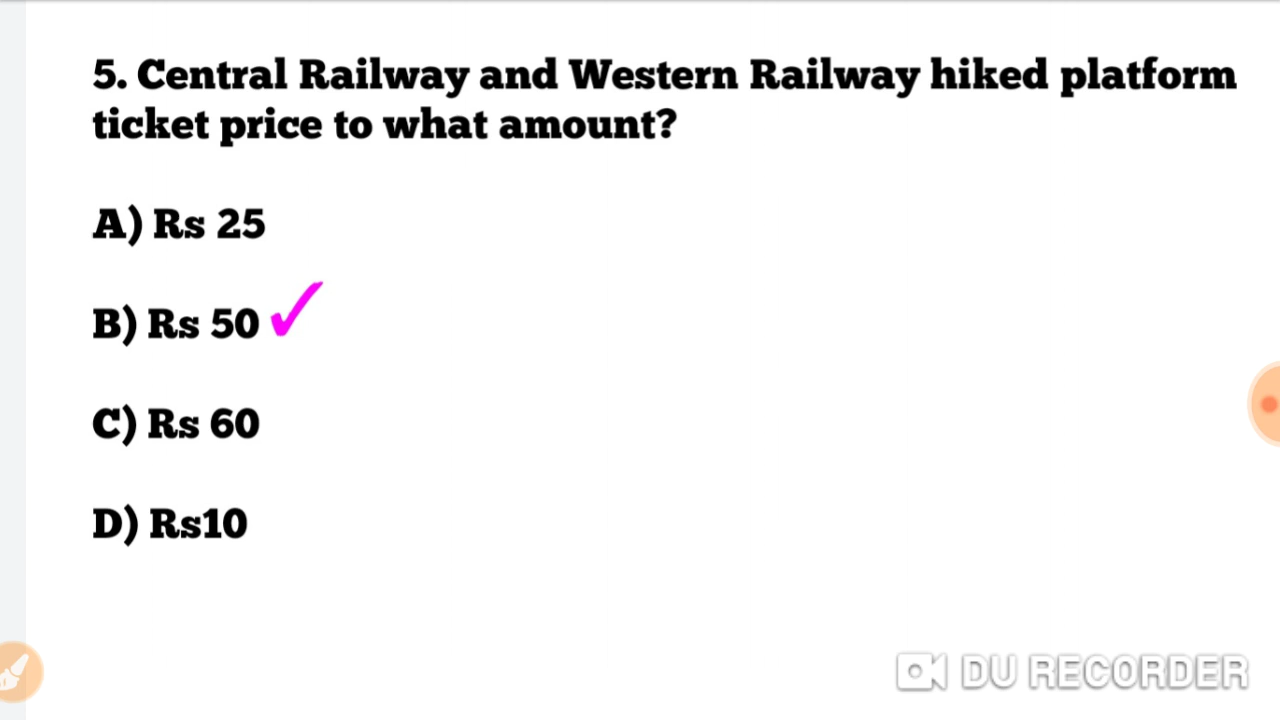 5. Central Railway and Western Railway hiked platform
ticket price to what amount?
A) Rs 25
B) Rs 50
C) Rs 60
D) Rs10
DU RECORDER